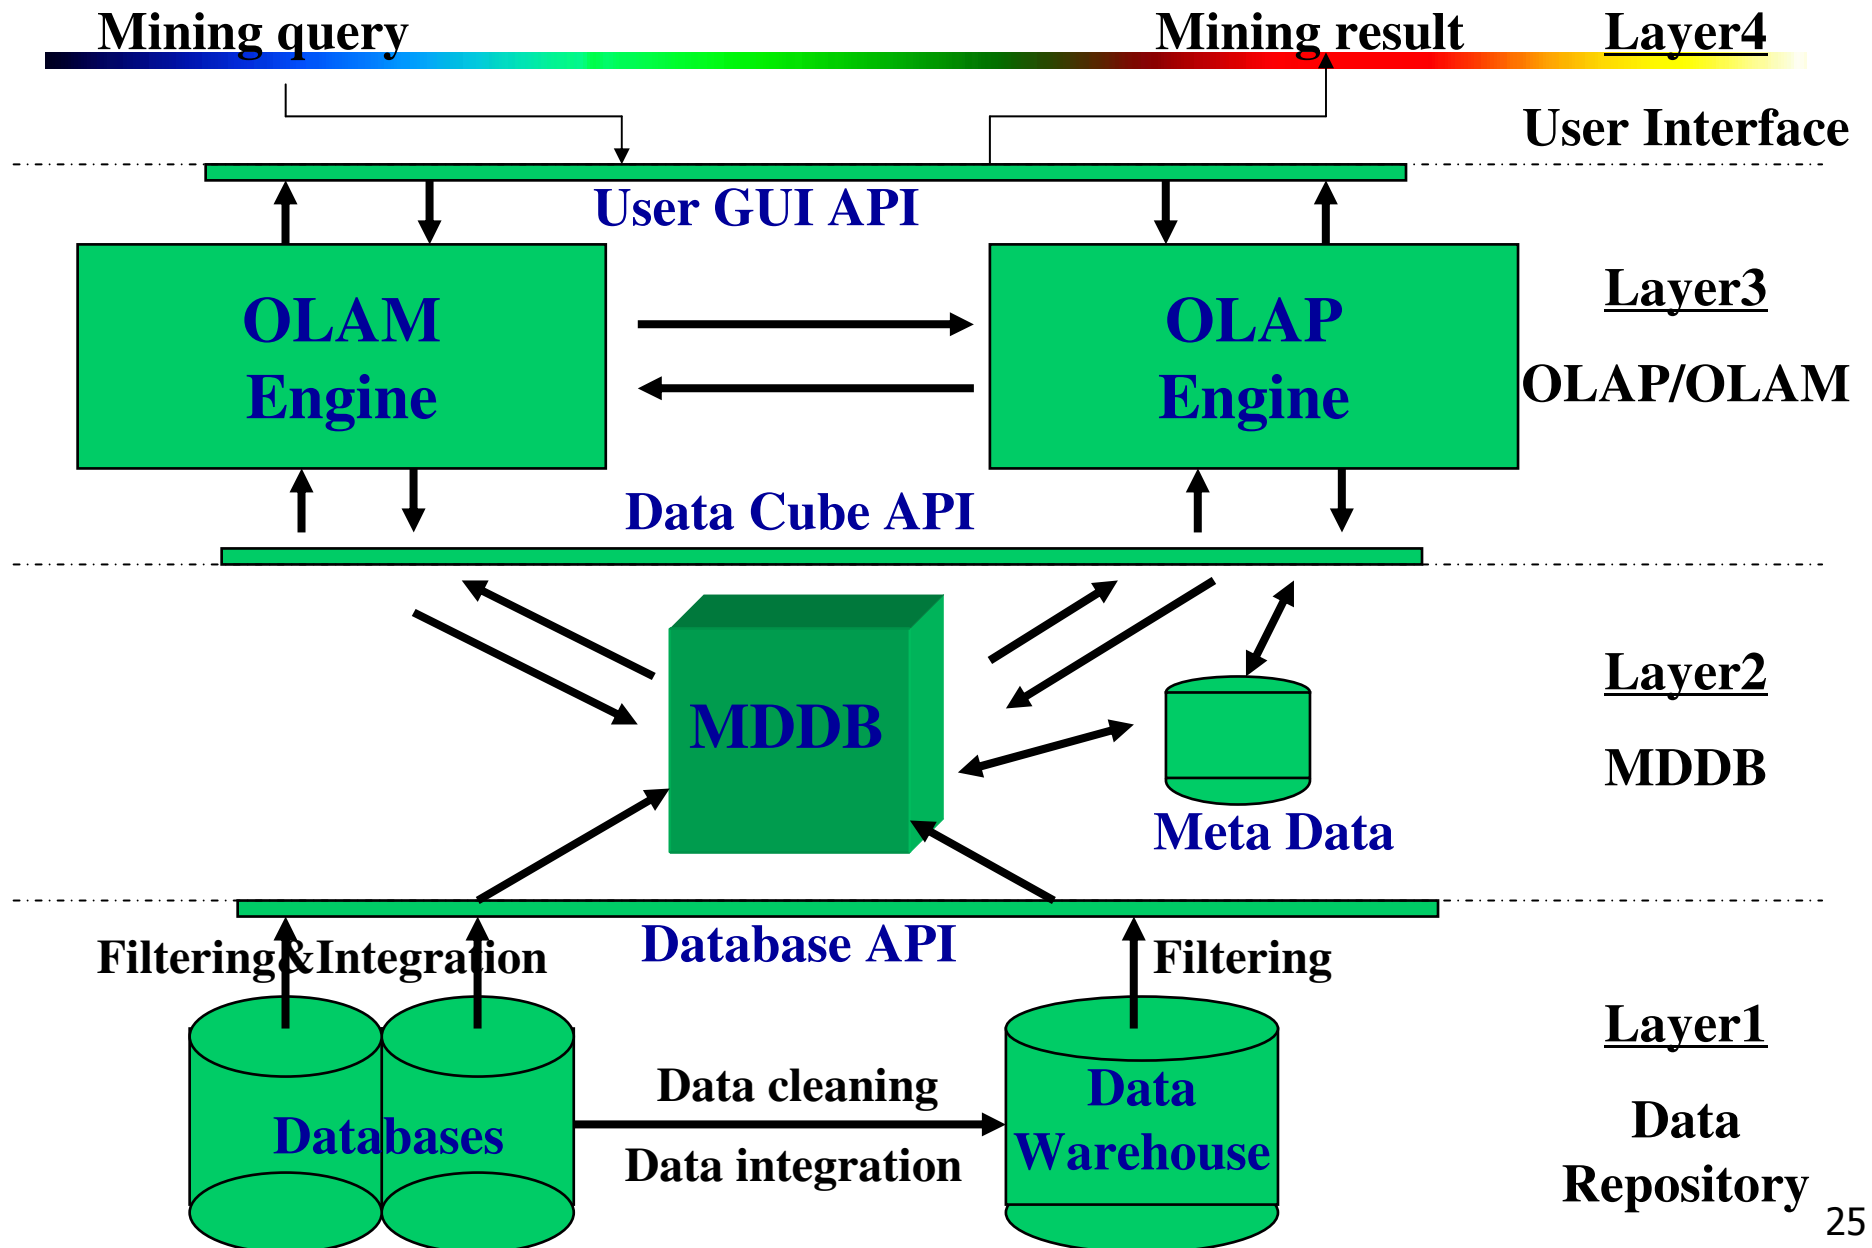 Mining query
Mining result
Layer4
User Interface
User GUI API
OLAM
Engine
OLAP
Engine
Layer3
OLAP/OLAM
Data Cube API
MDDB
Meta Data
Layer2
MDDB
Filtering&Integration
Database API
Filtering
Databases
Data cleaning
Data integration
Data
Warehouse
Layer1
Data
Repository
25